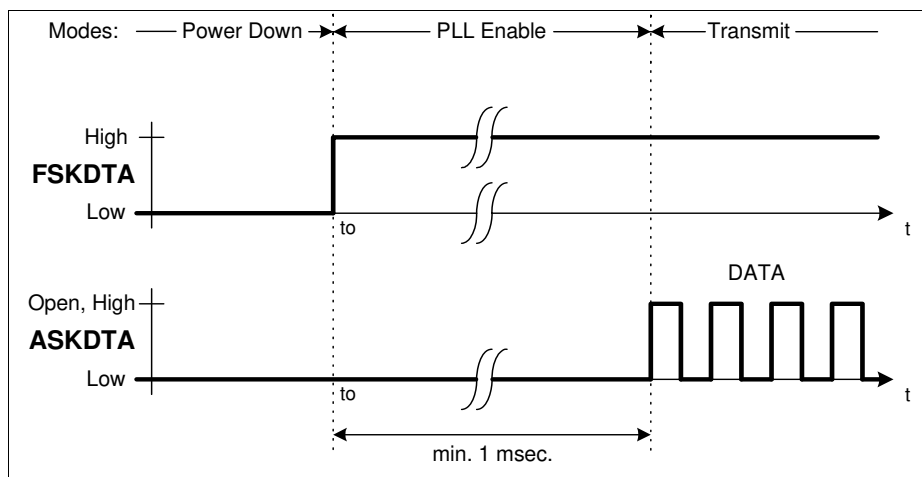 Modes: Power Down PLL Enable Transmit
High
FSKDTA
Low
to
t
DATA
Open, High
ASKDTA
Low
to
t
min. 1 msec.